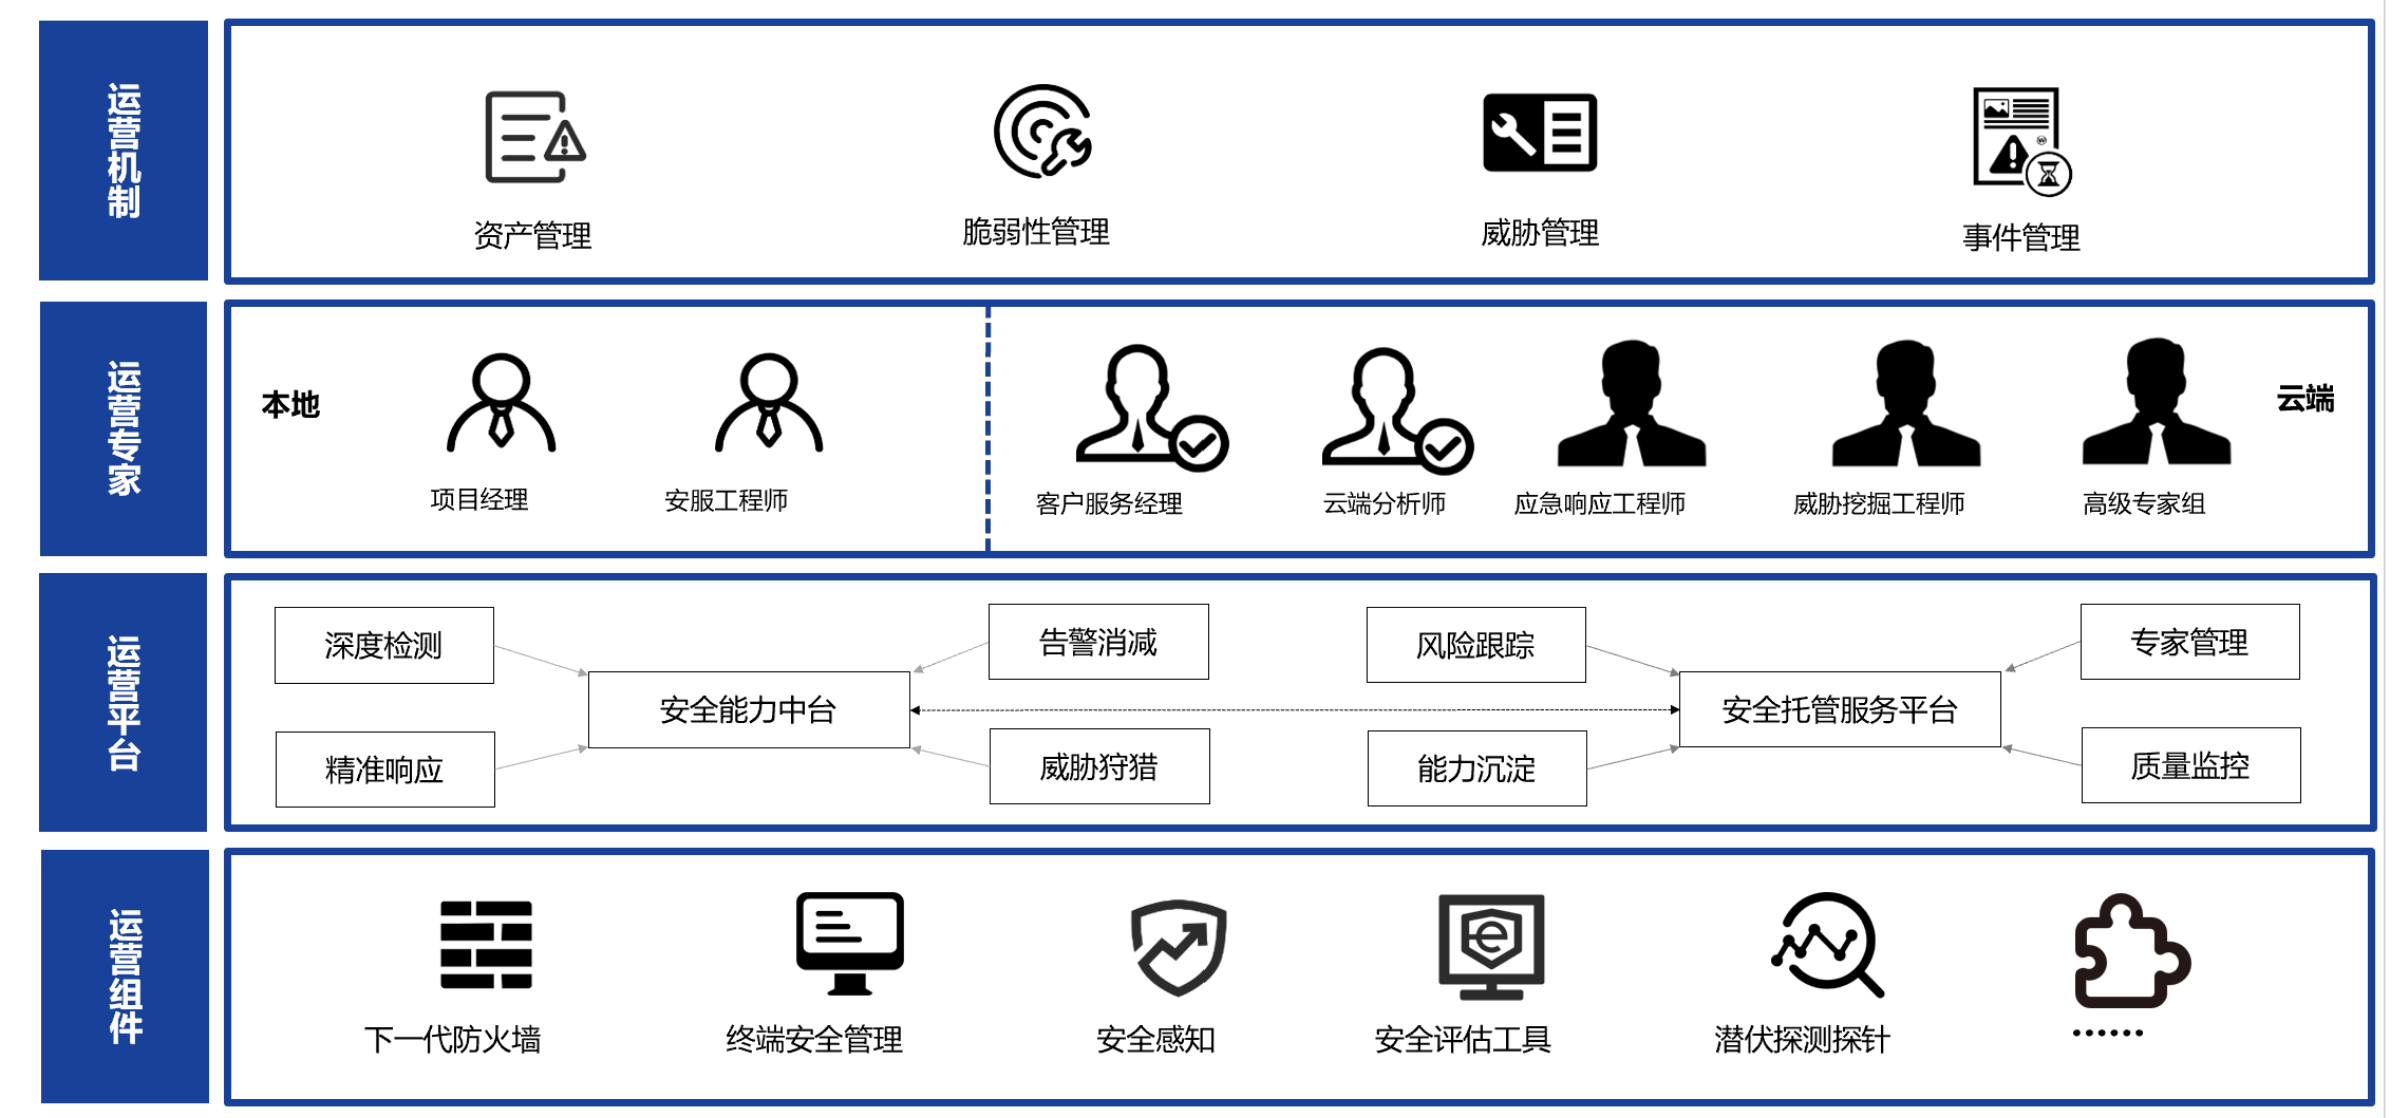 运营机制
资产管理
脆弱性管理
威胁管理
事件管理
运营专家
本地
项目经理
安服工程师
客户服务经理
云端分析师
应急响应工程师
威胁挖掘工程师
高级专家组
云端
运营平台
深度检测
告警消减
风险跟踪
专家管理
安全能力中台
安全托管服务平台
精准响应
威胁狩猎
能力沉淀
质量监控
运营组件
下一代防火墙
终端安全管理
安全感知
安全评估工具
潜伏探测探针
······